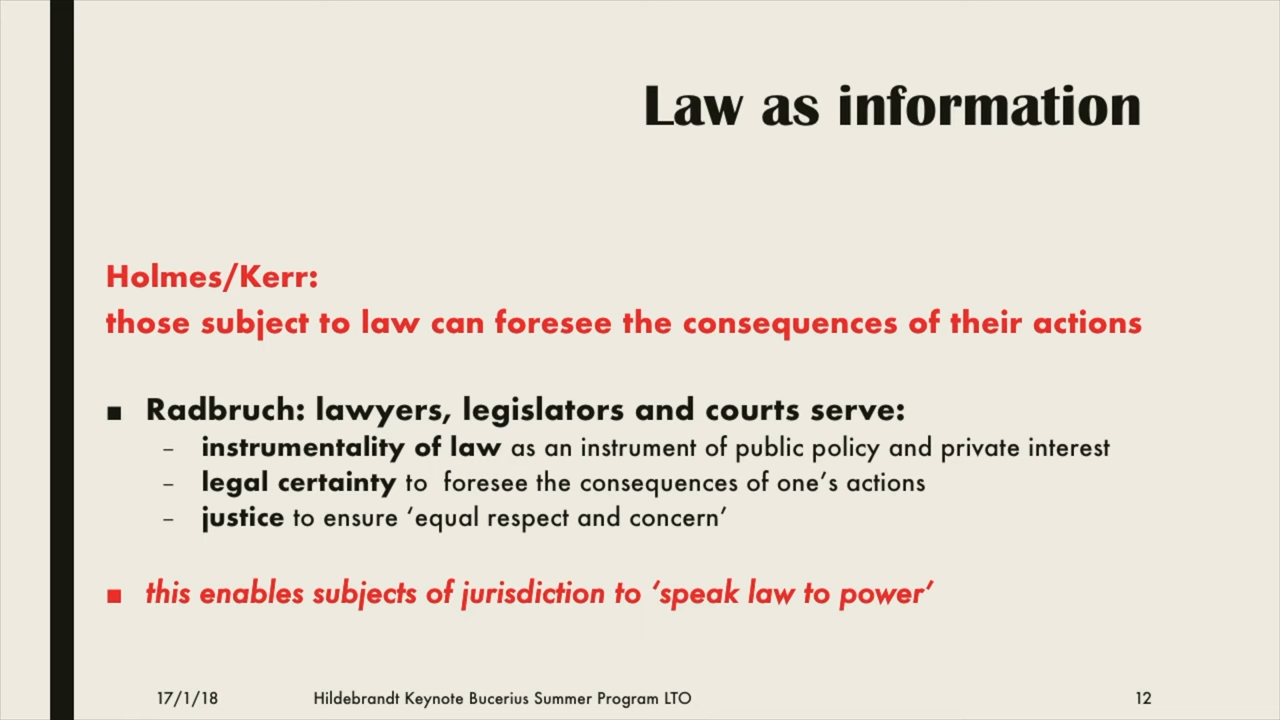 Law as information
Holmes/Kerr:
those subject to law can foresee the consequences of their actions
■ Radbruch: lawyers, legislators and courts serve:
– instrumentality of law as an instrument of public policy and private interest
– legal certainty to  foresee the consequences of one’s actions
– justice to ensure ‘equal respect and concern’
■ this enables subjects of jurisdiction to ‘speak law to power’
17/1/18 Hildebrandt Keynote Bucerius Summer Program LTO 12